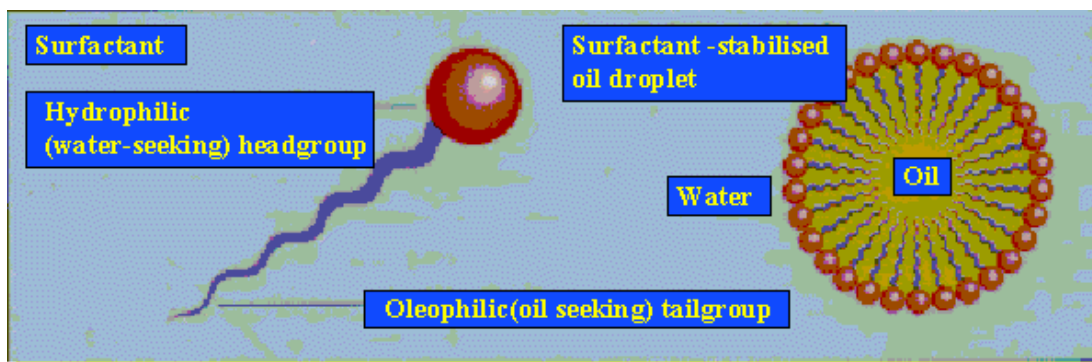 Surfactant
Hydrophilic
(water-seeking) headgroup
Oleophilic(oil seeking) tailgroup
Surfactant -stabilised
oil droplet
Water
Oil